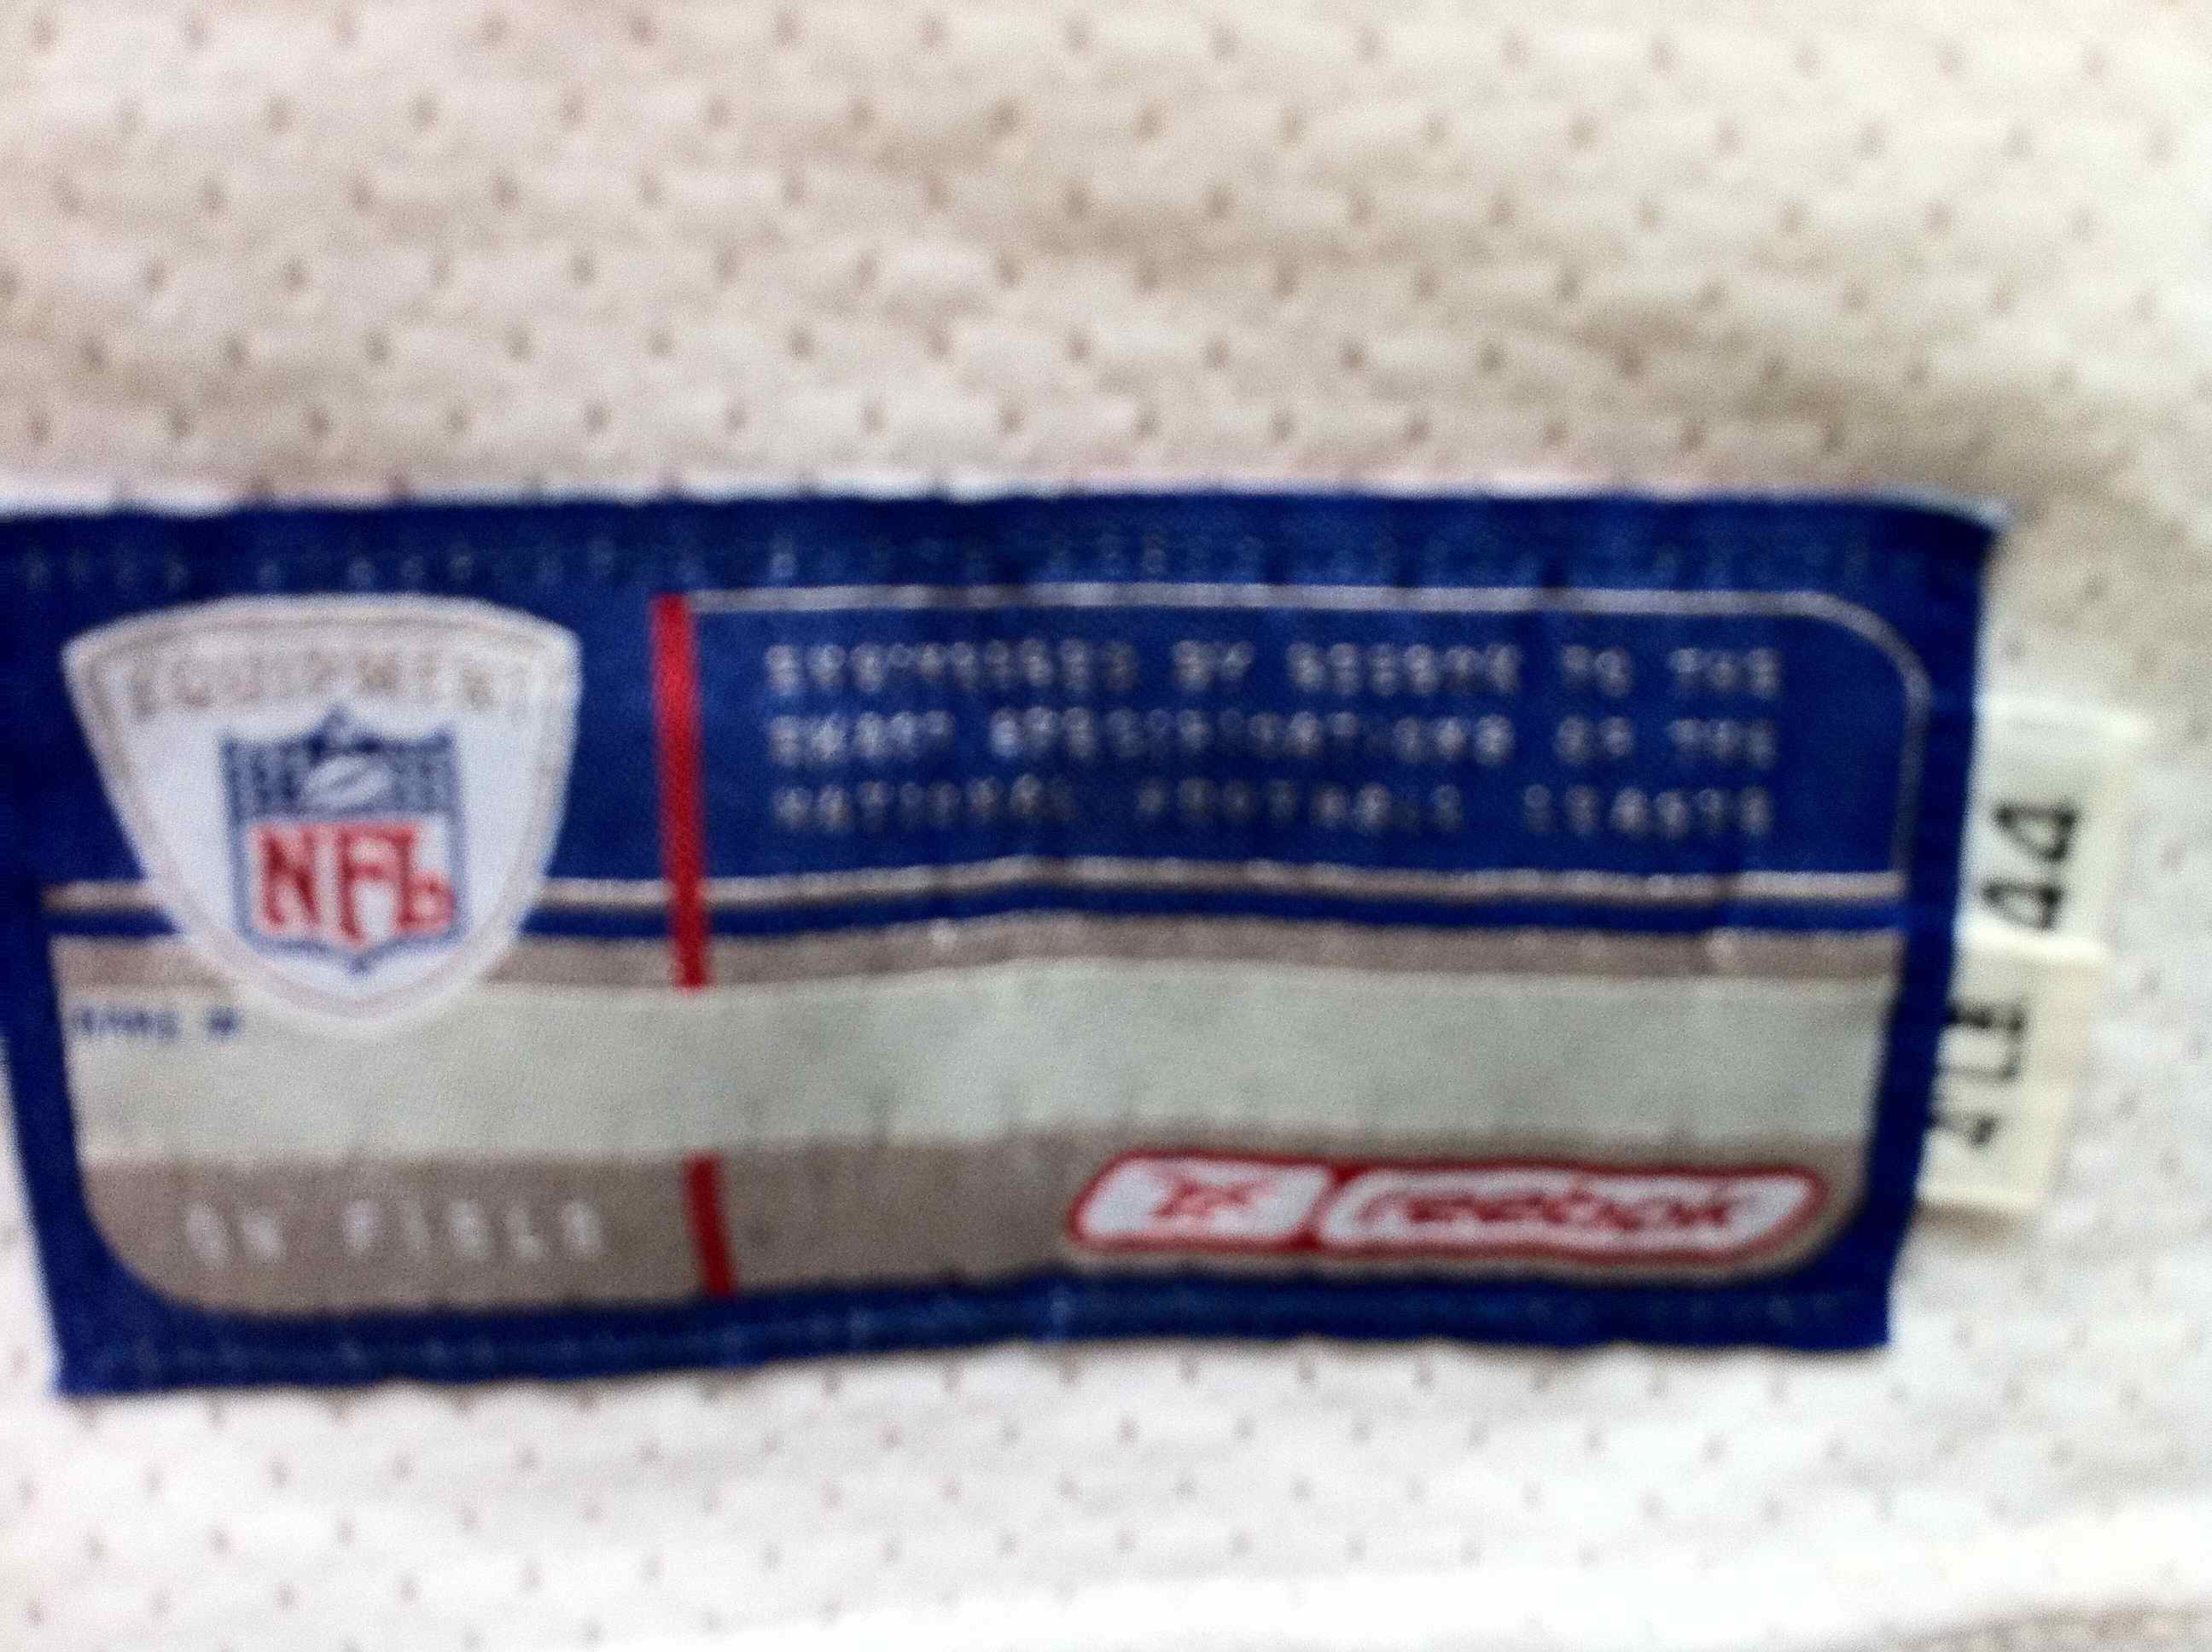 EQUIPMENT
NFL
ENGINEERED BY REEBOK TO THE
EXACT SPECIFICATIONS OF THE
NATIONAL FOOTBALL LEAGUE
ON FIELD
Reebok
44